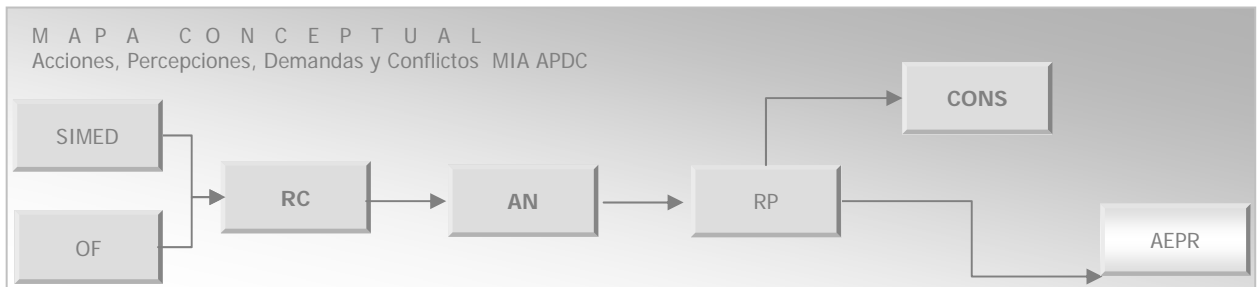 M A P A C O N C E P T U A L
Acciones, Percepciones, Demandas y Conflictos MIA APDC
CONS
SIMED
RC
AN
RP
OF
AEPR